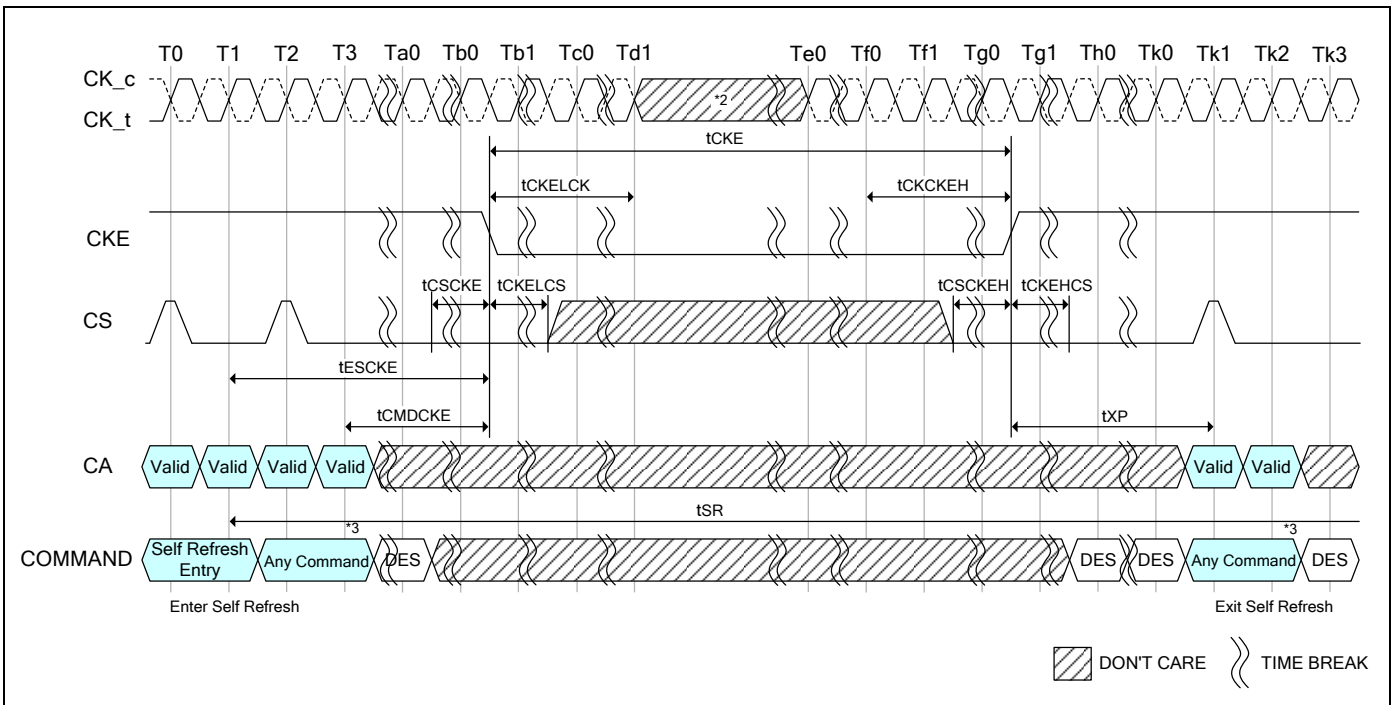 T0 T1 T2 T3 Ta0 Tb0 Tb1 Tc0 Td1 Te0 Tf0 Tf1 Tg0 Tg1 Th0 Tk0 Tk1 Tk2 Tk3
CK_c
*2
CK_t
tCKE
tCKELCK tCKCKEH
CKE
tCSCKE tCKELCS tCSCKEH tCKEHCS
CS
tESCKE
tCMDCKE tXP
CA Valid Valid Valid Valid Valid Valid
tSR
*3 *3
COMMAND Self Refresh Entry Any Command DES DES DES Any Command DES
Enter Self Refresh Exit Self Refresh
DON'T CARE TIME BREAK